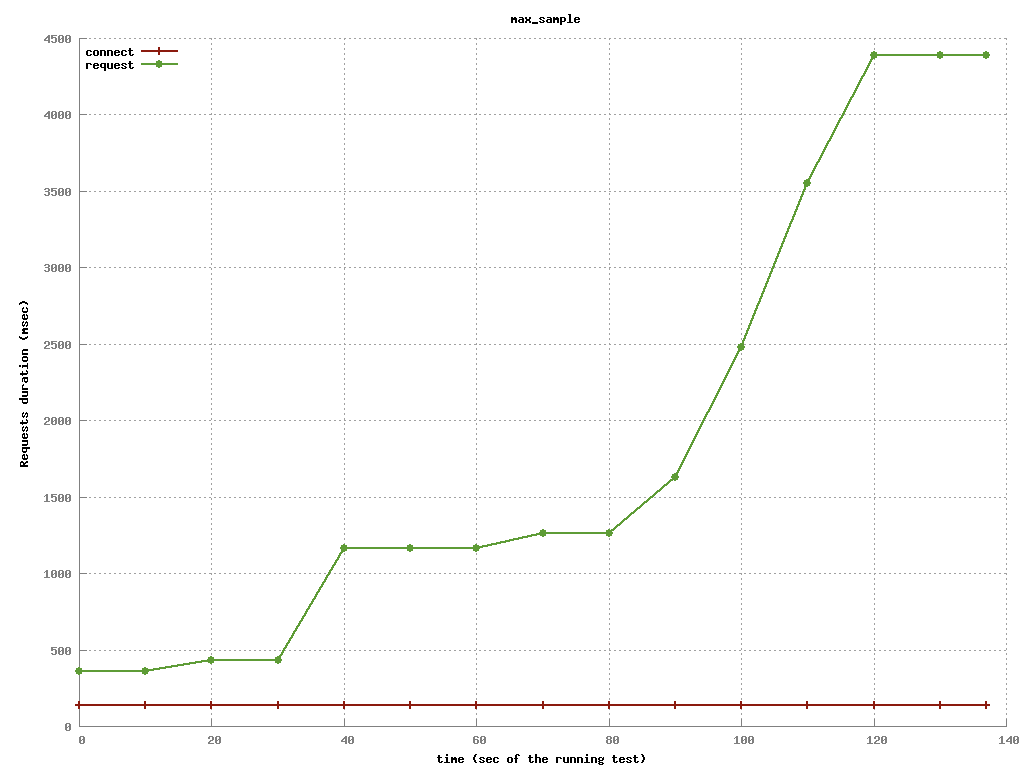 max_sample
connect
request
4500
4000
3500
3000
2500
2000
1500
1000
500
0
Requests duration (msec)
0 20 40 60 80 100 120 140
time (sec of the running test)